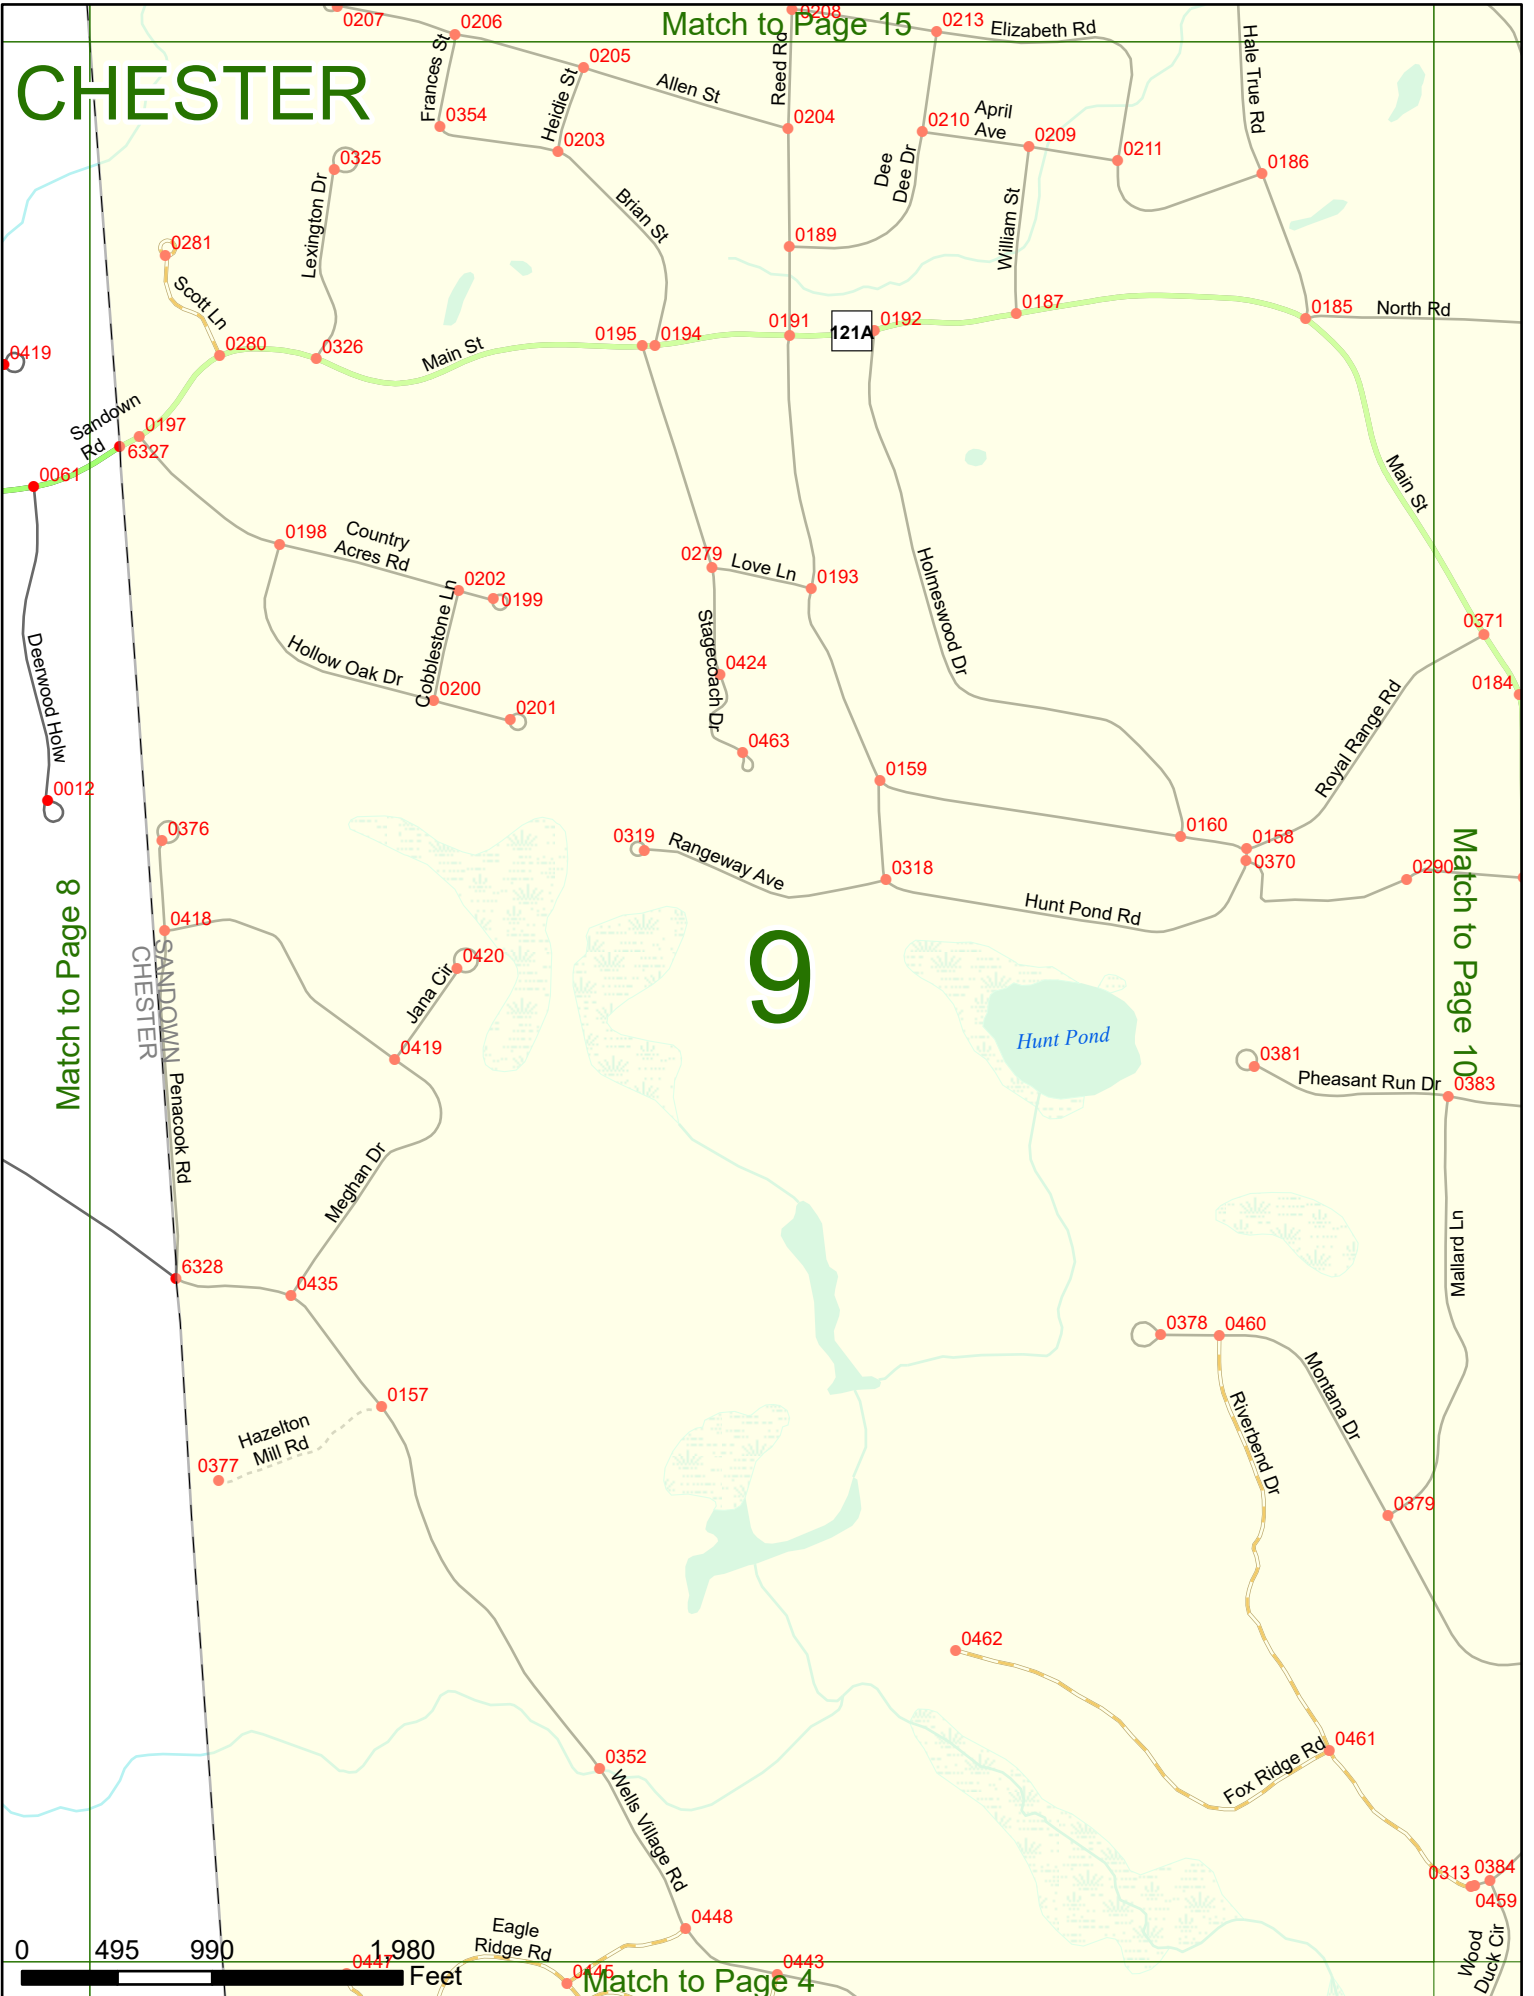 0207
0206
0208
Match to Page 15
0213
Elizabeth Rd
Hale True Rd
CHESTER
Frances St
0205
Heidie St
Allen St
Reed Rd
0354
0203
0204
0210
April
Ave
0209
0211
0186
0325
Lexington Dr
Brian St
Dee
Dee Dr
William St
0281
Scott Ln
0189
0280
0326
Main St
0195
0194
0191
121A
0192
0187
0185
North Rd
0419
Sandown
Rd
0197
6327
0061
Main St
0198
Country
Acres Rd
0202
0199
Cobblestone Ln
0279
Love Ln
0193
Holmeswood Dr
Deerwood Holw
Hollow Oak Dr
0200
0201
Stagecoach Dr
0424
0463
0371
0184
Royal Range Rd
0012
0376
0159
0319
Rangeway Ave
0318
0160
0158
0370
0290
Hunt Pond Rd
Match to Page 8
Match to Page 10
0418
SANDOWN
CHESTER
Jana Cir
0420
9
Hunt Pond
0419
0381
Pheasant Run Dr
0383
Penacook Rd
Meghan Dr
Mallard Ln
6328
0435
0378
0460
Montana Dr
Riverbend Dr
0157
Hazelton
Mill Rd
0377
0379
0462
0461
Fox Ridge Rd
0352
Wells Village Rd
0313
0384
0459
Wood
Duck Cir
0448
Eagle
Ridge Rd
0447
0445
0443
0 495 990 1,980
Feet
Match to Page 4